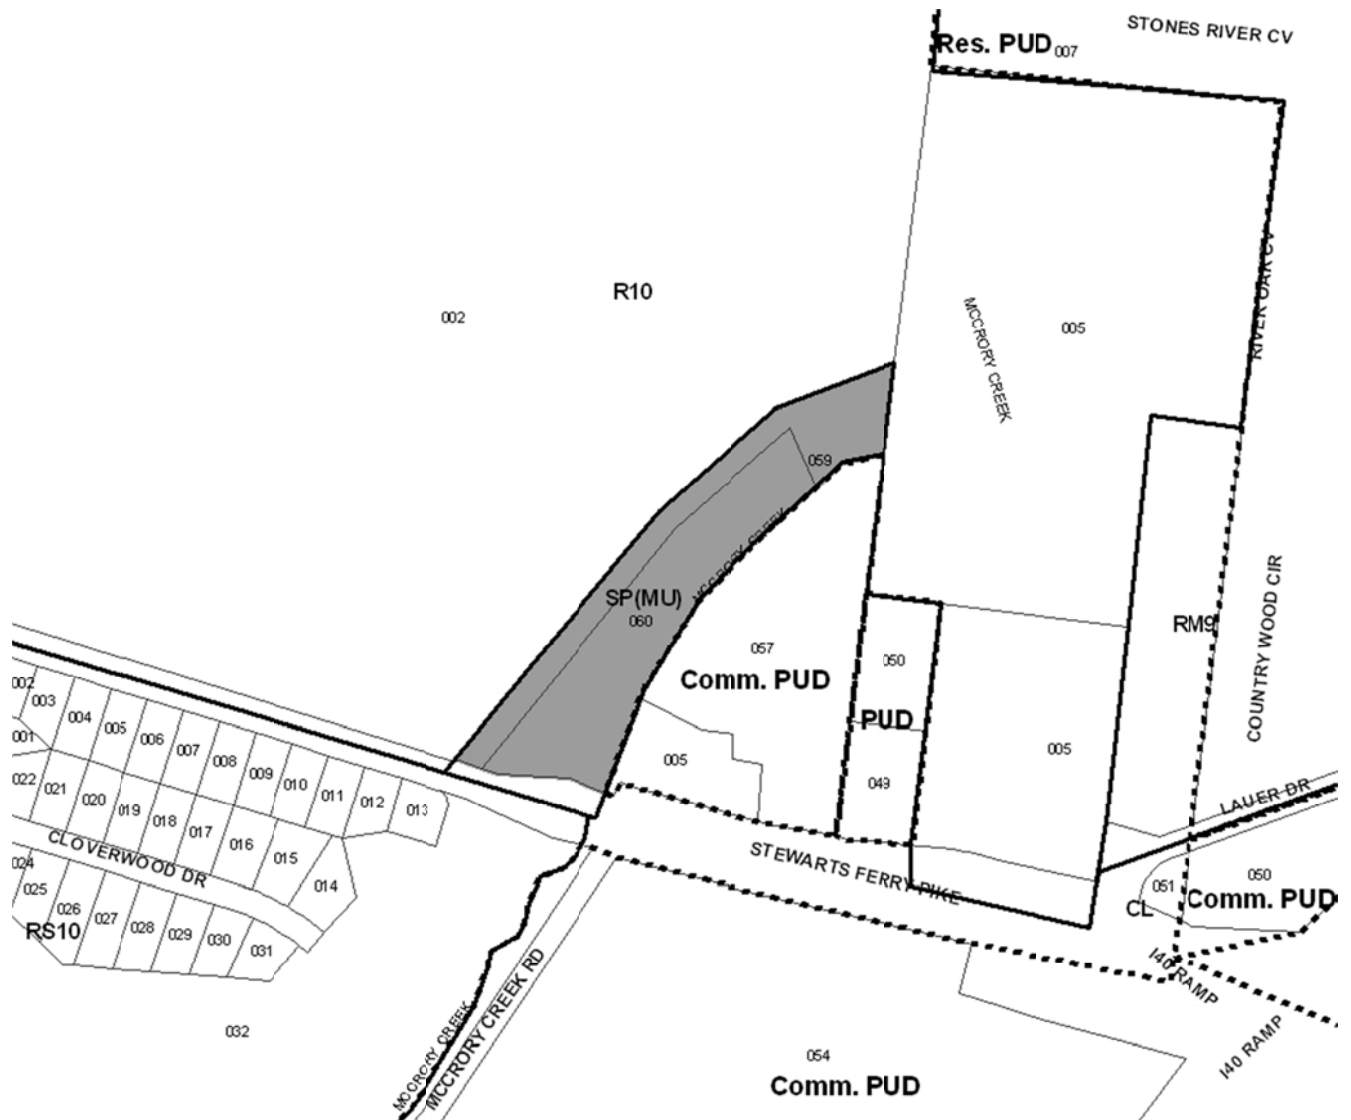 STONES RIVER CV
Res. PUD 007
RIVER OAK CV
R10
002
MCCRORY CREEK
005
059
MCCRORY CREEK
SP(MU)
060
057
Comm. PUD
050
PUD
049
005
005
RM9
COUNTRY WOOD CIR
LAUER DR
002
003
004
005
006
007
008
009
010
011
012
013
001
022
021
020
019
018
017
016
015
014
CLOVERWOOD DR
024
025
026
027
028
029
030
031
RS10
032
STEWARTS FERRY PIKE
051
050
CL
Comm. PUD
I40 RAMP
I40 RAMP
MCCRORY CREEK
MCCRORY CREEK RD
054
Comm. PUD